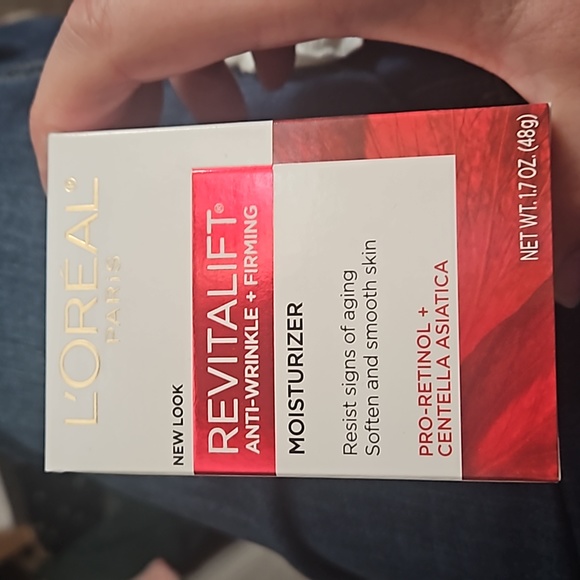 L'ORÉAL®
PARIS
NEW LOOK
REVITALIFT®
ANTI-WRINKLE + FIRMING
MOISTURIZER
Resist signs of aging
Soften and smooth skin
PRO-RETINOL +
CENTELLA ASIATICA
NET WT. 1.7 OZ. (48g)